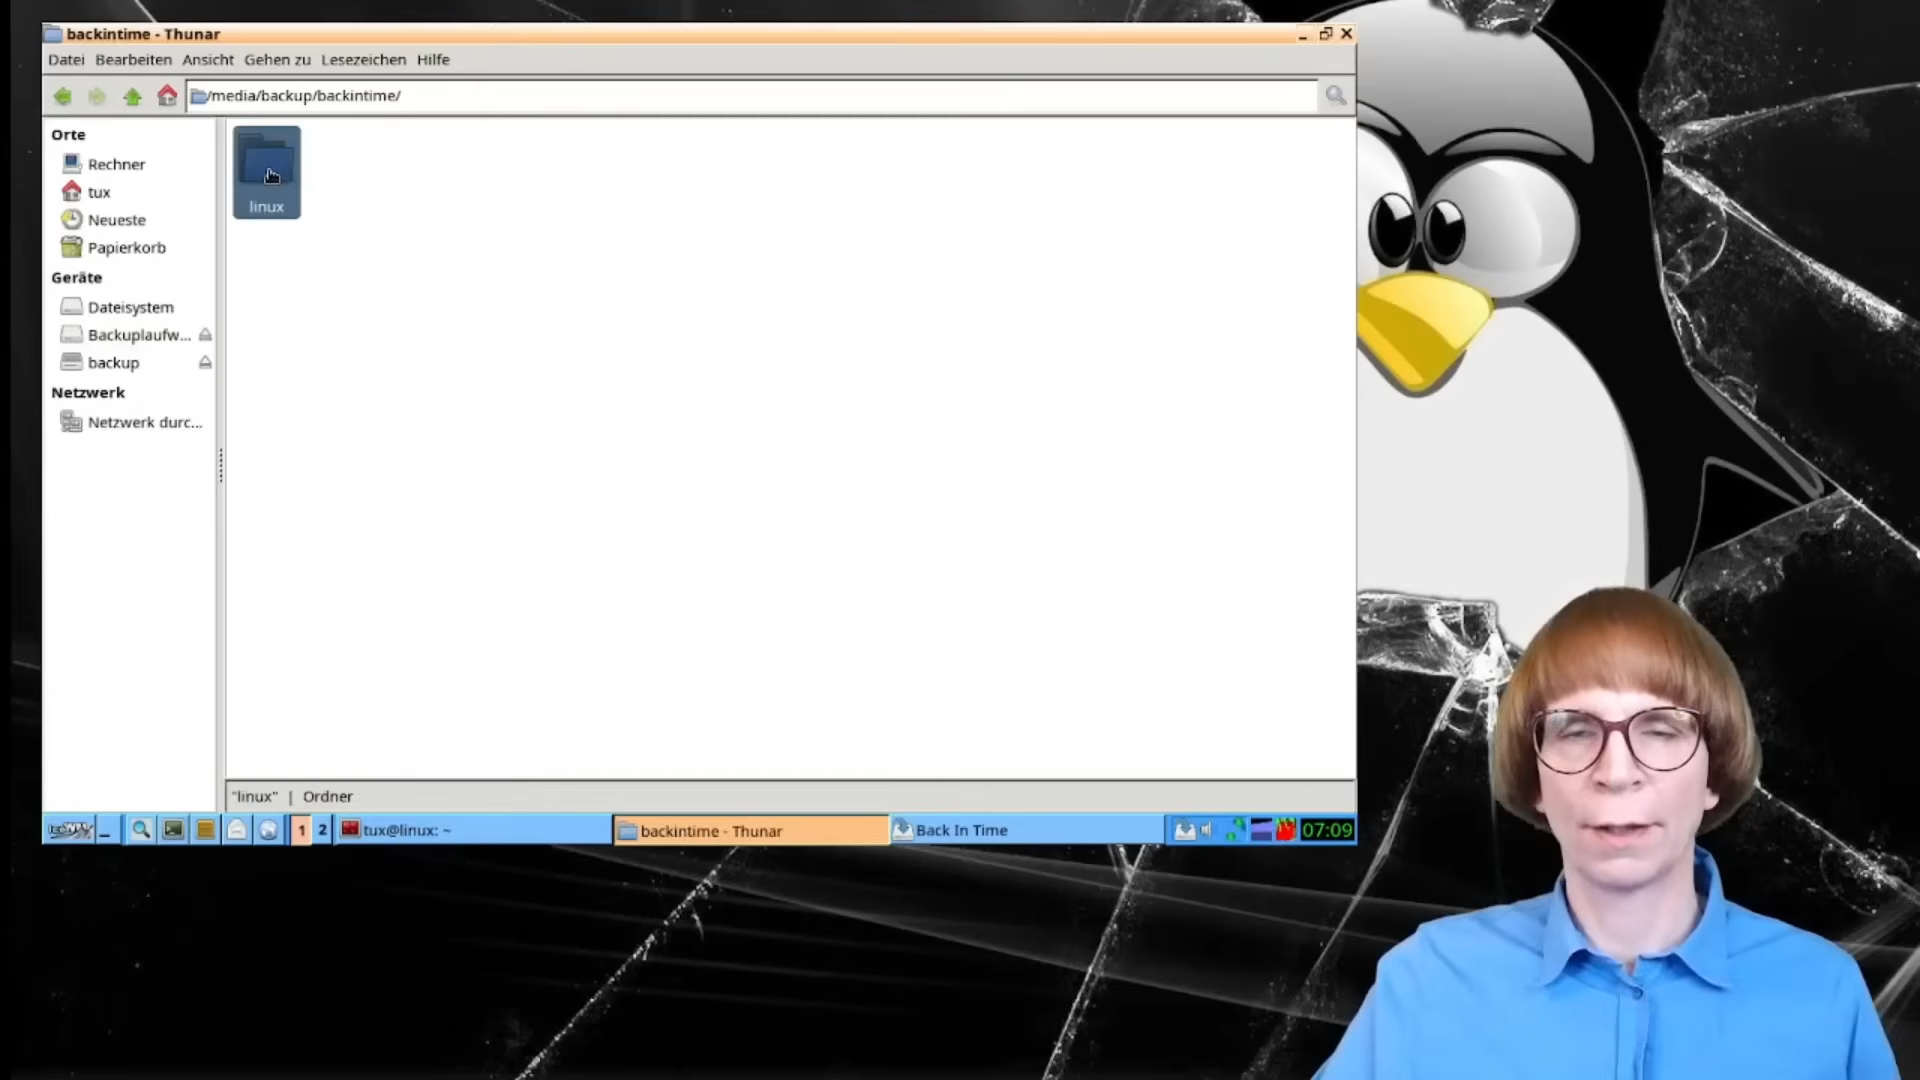 backintime - Thunar
Datei Bearbeiten Ansicht Gehen zu Lesezeichen Hilfe
/media/backup/backintime/
Orte
Rechner
tux
Neueste
Papierkorb
Geräte
Dateisystem
Backuplaufw...
backup
Netzwerk
Netzwerk durc...
linux
"linux" | Ordner
IceWM
1 2 tux@linux: ~ backintime - Thunar Back In Time 07:09